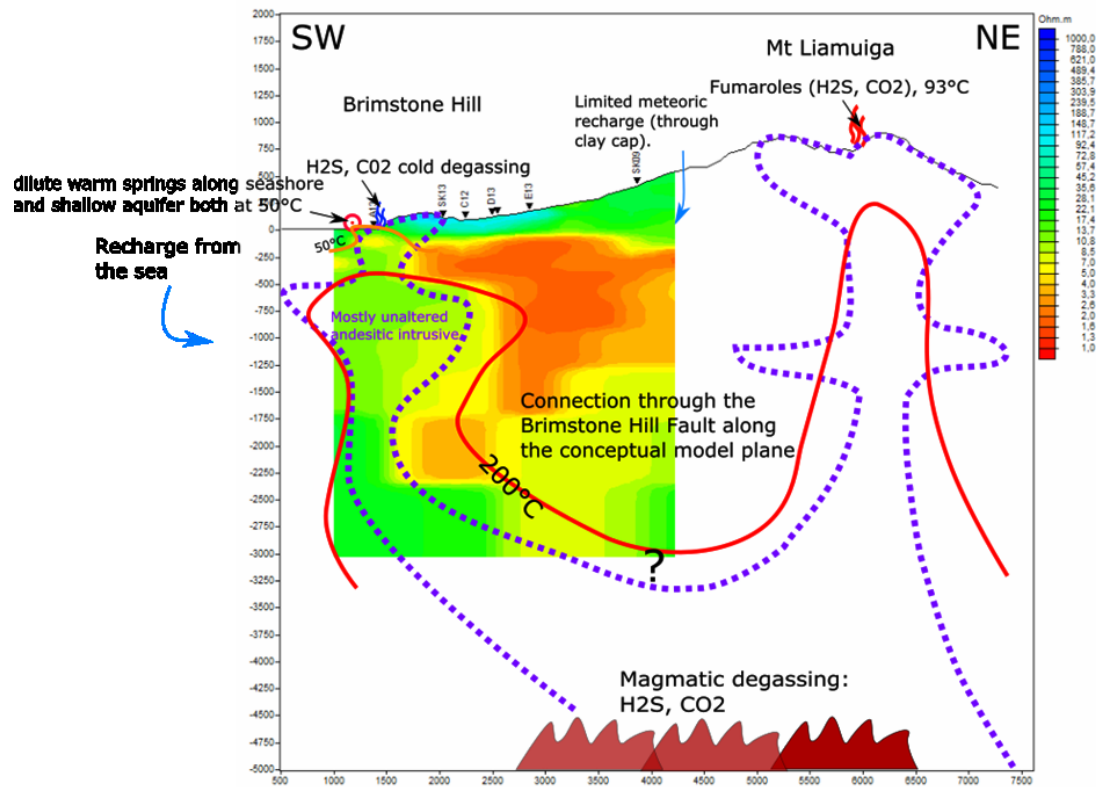 SW
NE
Ohm.m
Mt Liamuiga
Fumaroles (H2S, CO2), 93°C
Brimstone Hill
Limited meteoric
recharge (through
clay cap).
H2S, C02 cold degassing
dilute warm springs along seashore
and shallow aquifer both at 50°C
Recharge from
the sea
50°C
SK13
C12
D13
E13
SK09
Mostly unaltered
andesitic intrusive.
Connection through the
Brimstone Hill Fault along
the conceptual model plane
200°C
?
Magmatic degassing:
H2S, CO2
2000
1750
1500
1250
1000
750
500
250
0
-250
-500
-750
-1000
-1250
-1500
-1750
-2000
-2250
-2500
-2750
-3000
-3250
-3500
-3750
-4000
-4250
-4500
-4750
-5000
500 1000 1500 2000 2500 3000 3500 4000 4500 5000 5500 6000 6500 7000 7500
1000,0
788,0
621,0
489,4
385,7
303,9
239,5
188,7
148,7
117,2
92,4
72,8
57,4
45,2
35,6
28,1
22,1
17,4
13,7
10,8
8,5
7,0
5,0
4,0
3,3
2,6
2,0
1,6
1,3
1,0